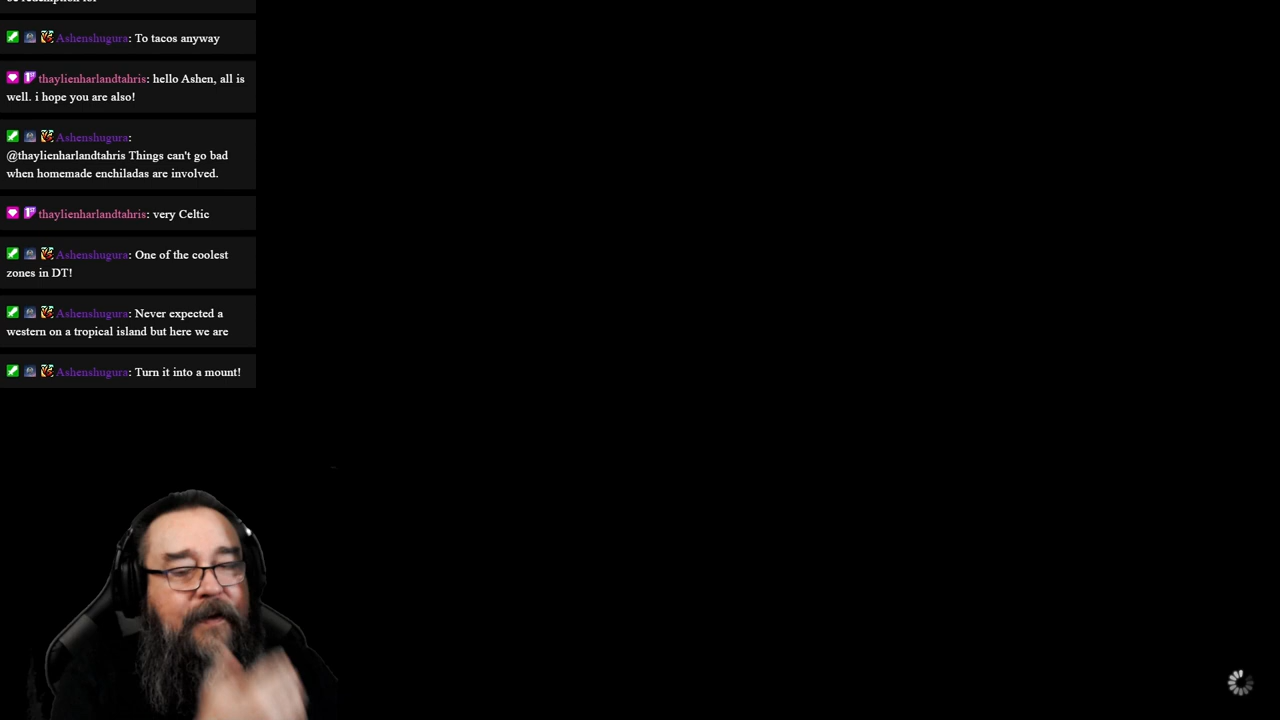 Ashenshugura: To tacos anyway
thaylienharlandtahris: hello Ashen, all is
well. i hope you are also!
Ashenshugura:
@thaylienharlandtahris Things can't go bad
when homemade enchiladas are involved.
thaylienharlandtahris: very Celtic
Ashenshugura: One of the coolest
zones in DT!
Ashenshugura: Never expected a
western on a tropical island but here we are
Ashenshugura: Turn it into a mount!